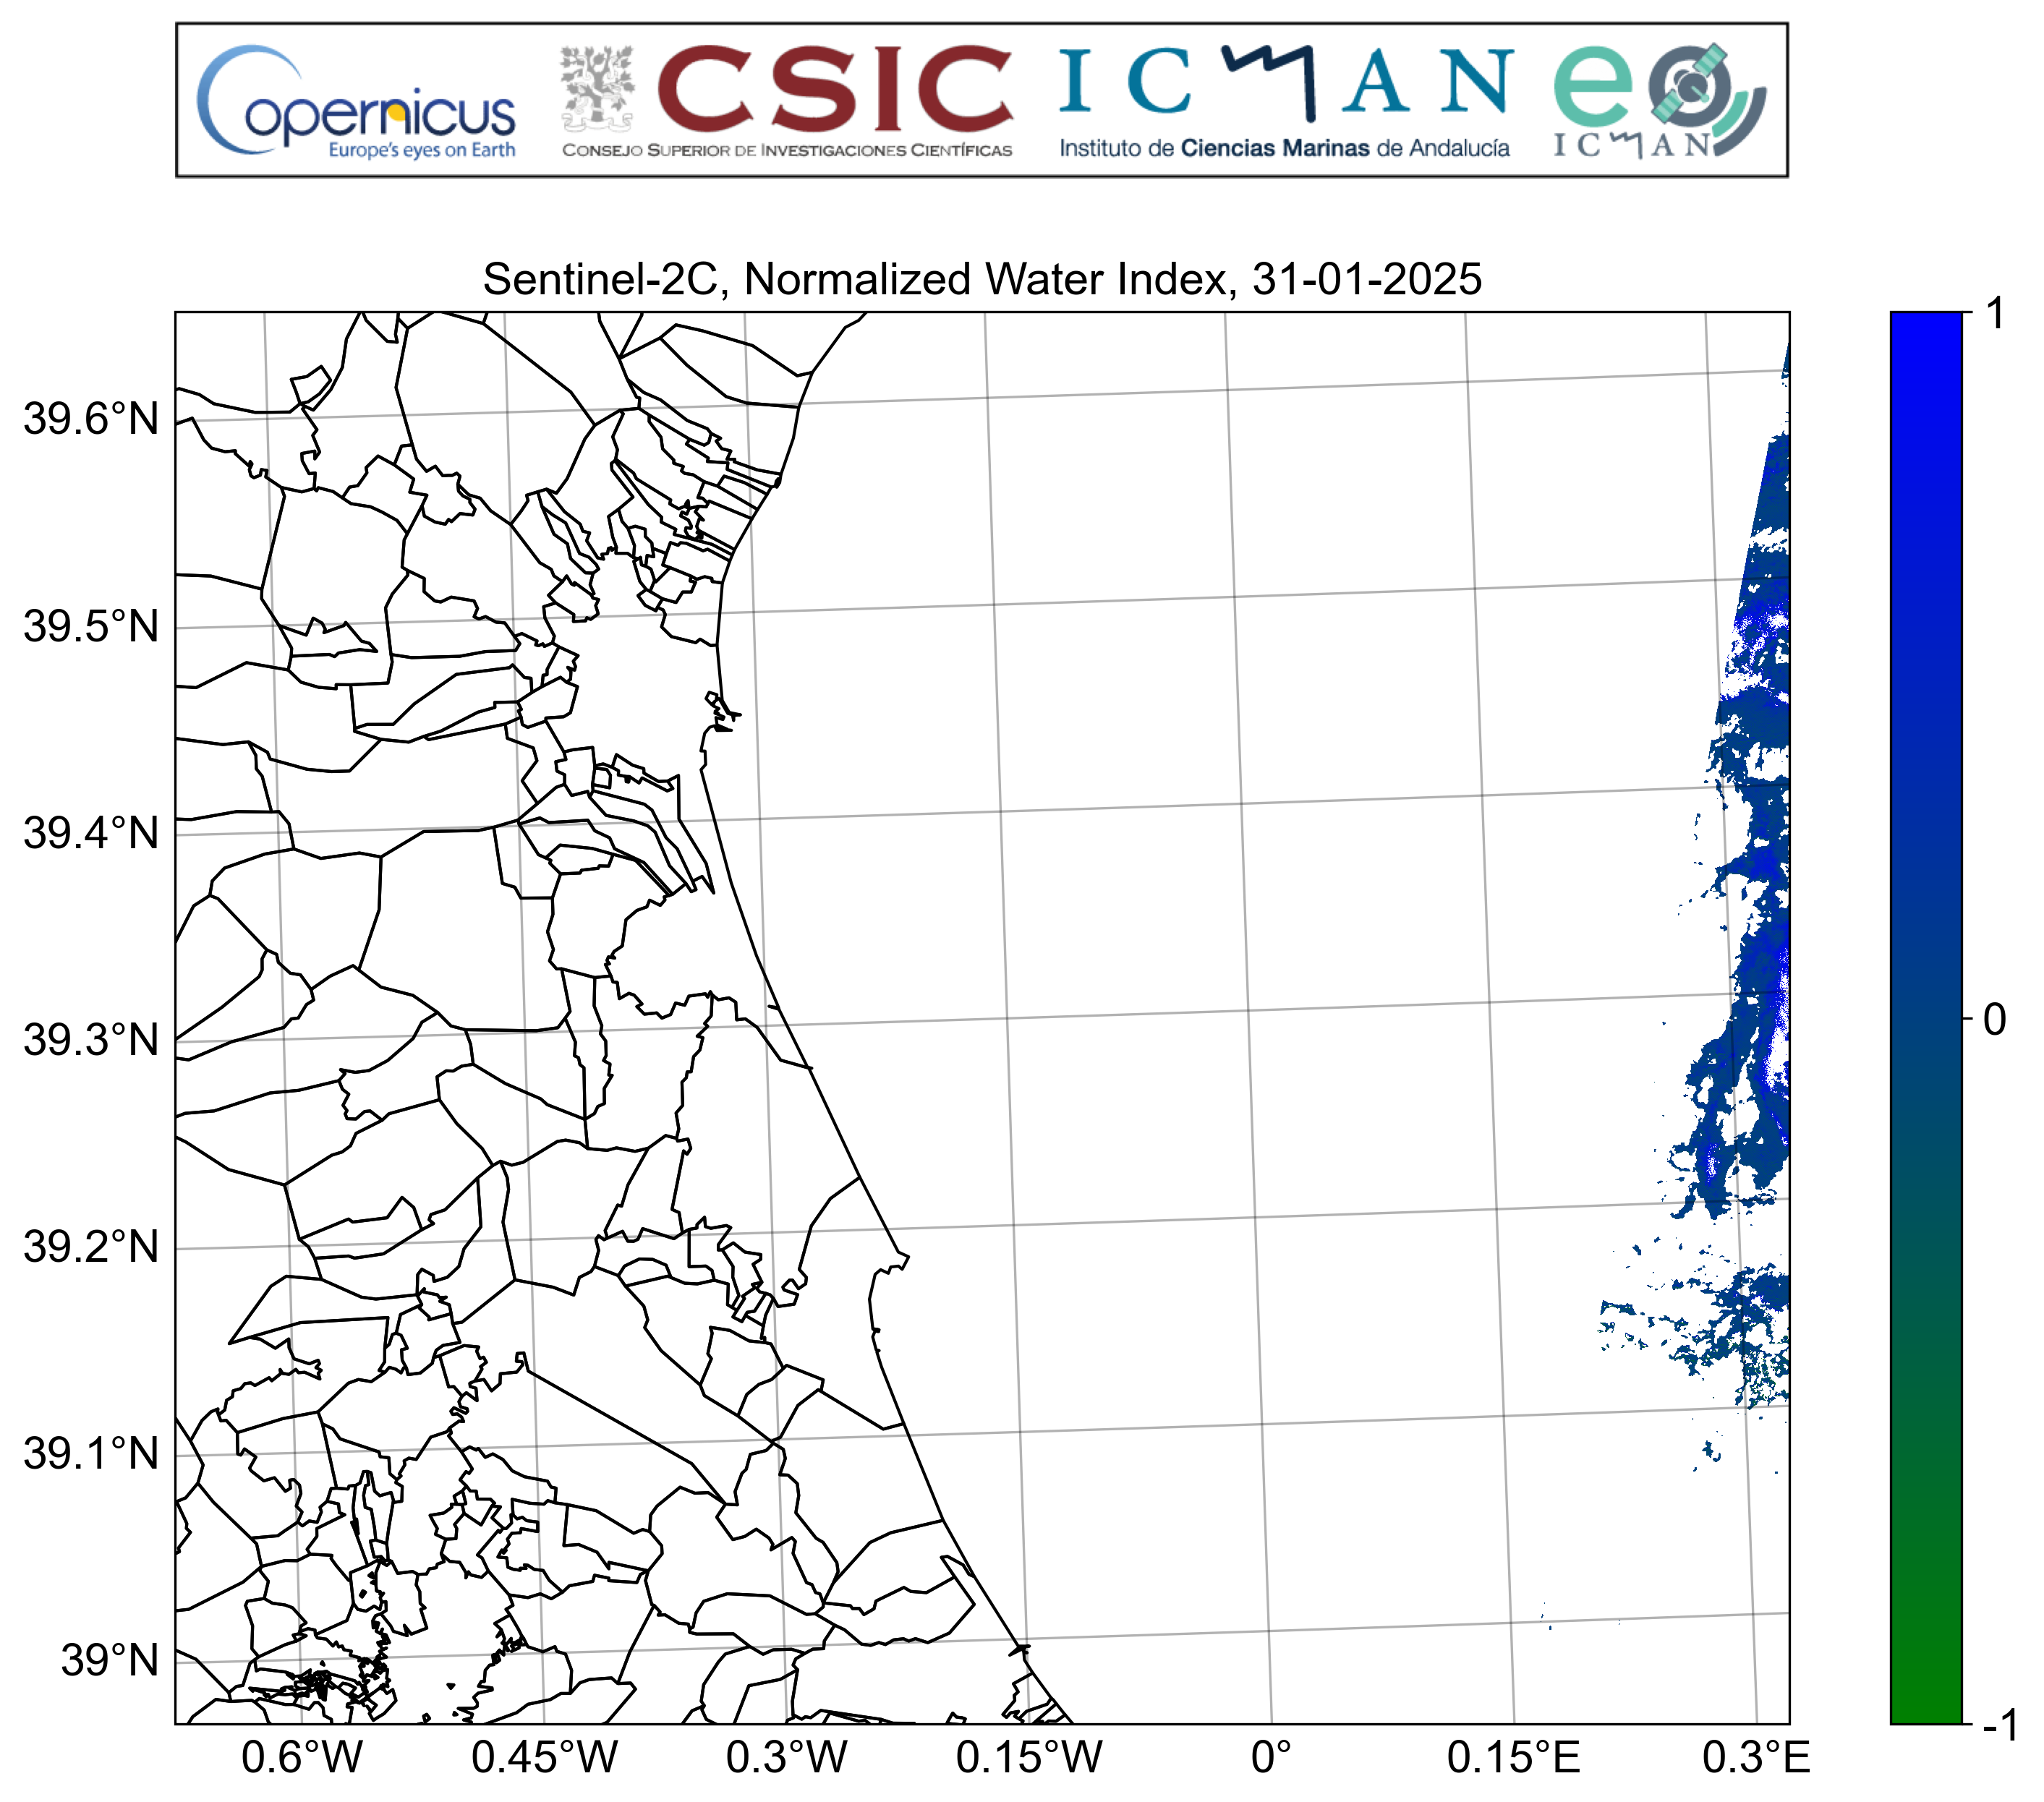 Copernicus
Europe's eyes on Earth
CSIC
CONSEJO SUPERIOR DE INVESTIGACIONES CIENTÍFICAS
ICMAN
Instituto de Ciencias Marinas de Andalucía
eo
ICMAN
Sentinel-2C, Normalized Water Index, 31-01-2025
1
39.6°N
39.5°N
39.4°N
39.3°N
0
39.2°N
39.1°N
39°N
-1
0.6°W 0.45°W 0.3°W 0.15°W 0° 0.15°E 0.3°E